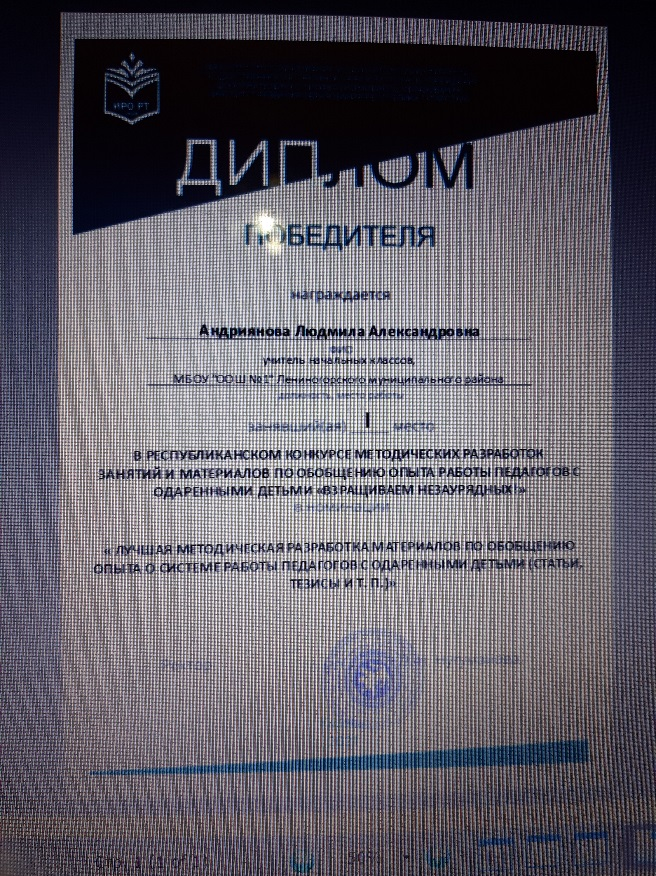 ИРО РТ
ДИПЛОМ
ПОБЕДИТЕЛЯ
награждается
Андриянова Людмила Александровна
учитель начальных классов,
МБОУ "ООШ №1" Лениногорского муниципального района
должность, место работы
занявший(ая) I место
В РЕСПУБЛИКАНСКОМ КОНКУРСЕ МЕТОДИЧЕСКИХ РАЗРАБОТОК
ЗАНЯТИЙ И МАТЕРИАЛОВ ПО ОБОБЩЕНИЮ ОПЫТА РАБОТЫ ПЕДАГОГОВ С
ОДАРЕННЫМИ ДЕТЬМИ «ВЗРАЩИВАЕМ НЕЗАУРЯДНЫХ!»
в номинации
« ЛУЧШАЯ МЕТОДИЧЕСКАЯ РАЗРАБОТКА МАТЕРИАЛОВ ПО ОБОБЩЕНИЮ
ОПЫТА О СИСТЕМЕ РАБОТЫ ПЕДАГОГОВ С ОДАРЕННЫМИ ДЕТЬМИ (СТАТЬИ,
ТЕЗИСЫ И Т. П.)»
Ректор
50%